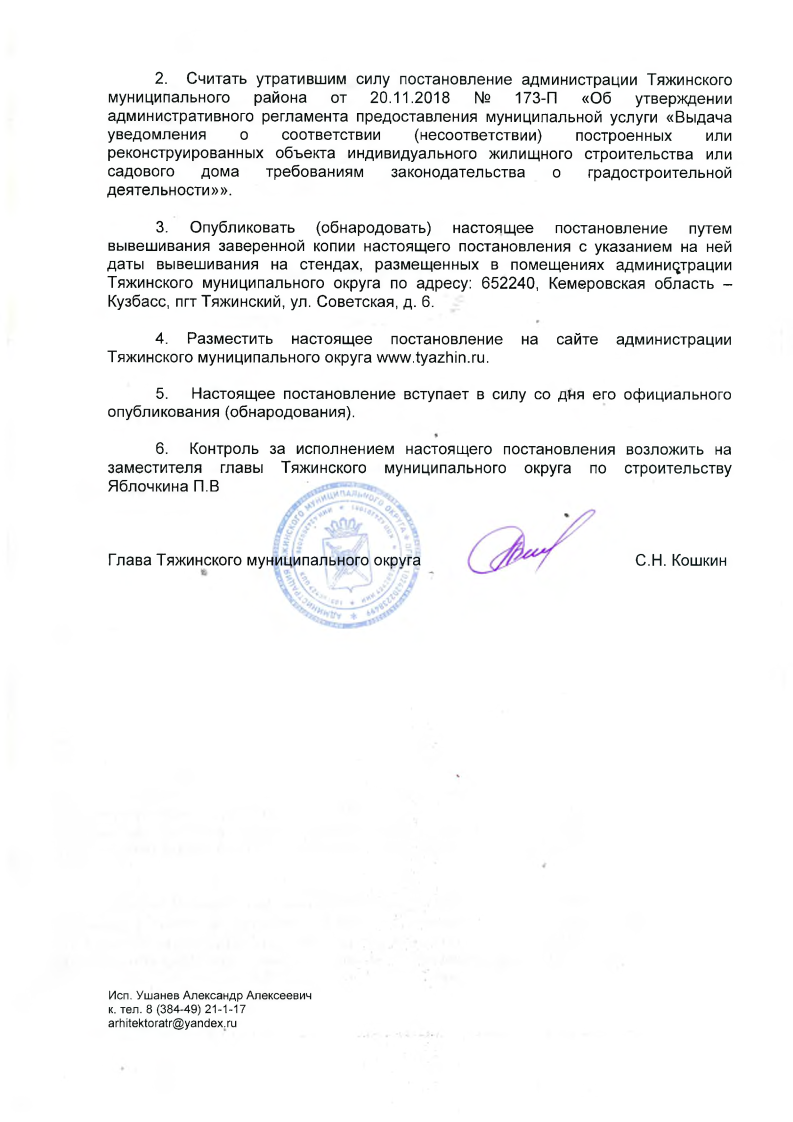 2. Считать утратившим силу постановление администрации Тяжинского
муниципального района от 20.11.2018 № 173-П «Об утверждении
административного регламента предоставления муниципальной услуги «Выдача
уведомления о соответствии (несоответствии) построенных или
реконструированных объекта индивидуального жилищного строительства или
садового дома требованиям законодательства о градостроительной
деятельности»».
3. Опубликовать (обнародовать) настоящее постановление путем
вывешивания заверенной копии настоящего постановления с указанием на ней
даты вывешивания на стендах, размещенных в помещениях администрации
Тяжинского муниципального округа по адресу: 652240, Кемеровская область –
Кузбасс, пгт Тяжинский, ул. Советская, д. 6.
4. Разместить настоящее постановление на сайте администрации
Тяжинского муниципального округа www.tyazhin.ru.
5. Настоящее постановление вступает в силу со дня его официального
опубликования (обнародования).
6. Контроль за исполнением настоящего постановления возложить на
заместителя главы Тяжинского муниципального округа по строительству
Яблочкина П.В
Глава Тяжинского муниципального округа С.Н. Кошкин
АДМИНИСТРАЦИЯ ТЯЖИНСКОГО МУНИЦИПАЛЬНОГО ОКРУГА
Исп. Ушанев Александр Алексеевич
к. тел. 8 (384-49) 21-1-17
arhitektoratr@yandex.ru